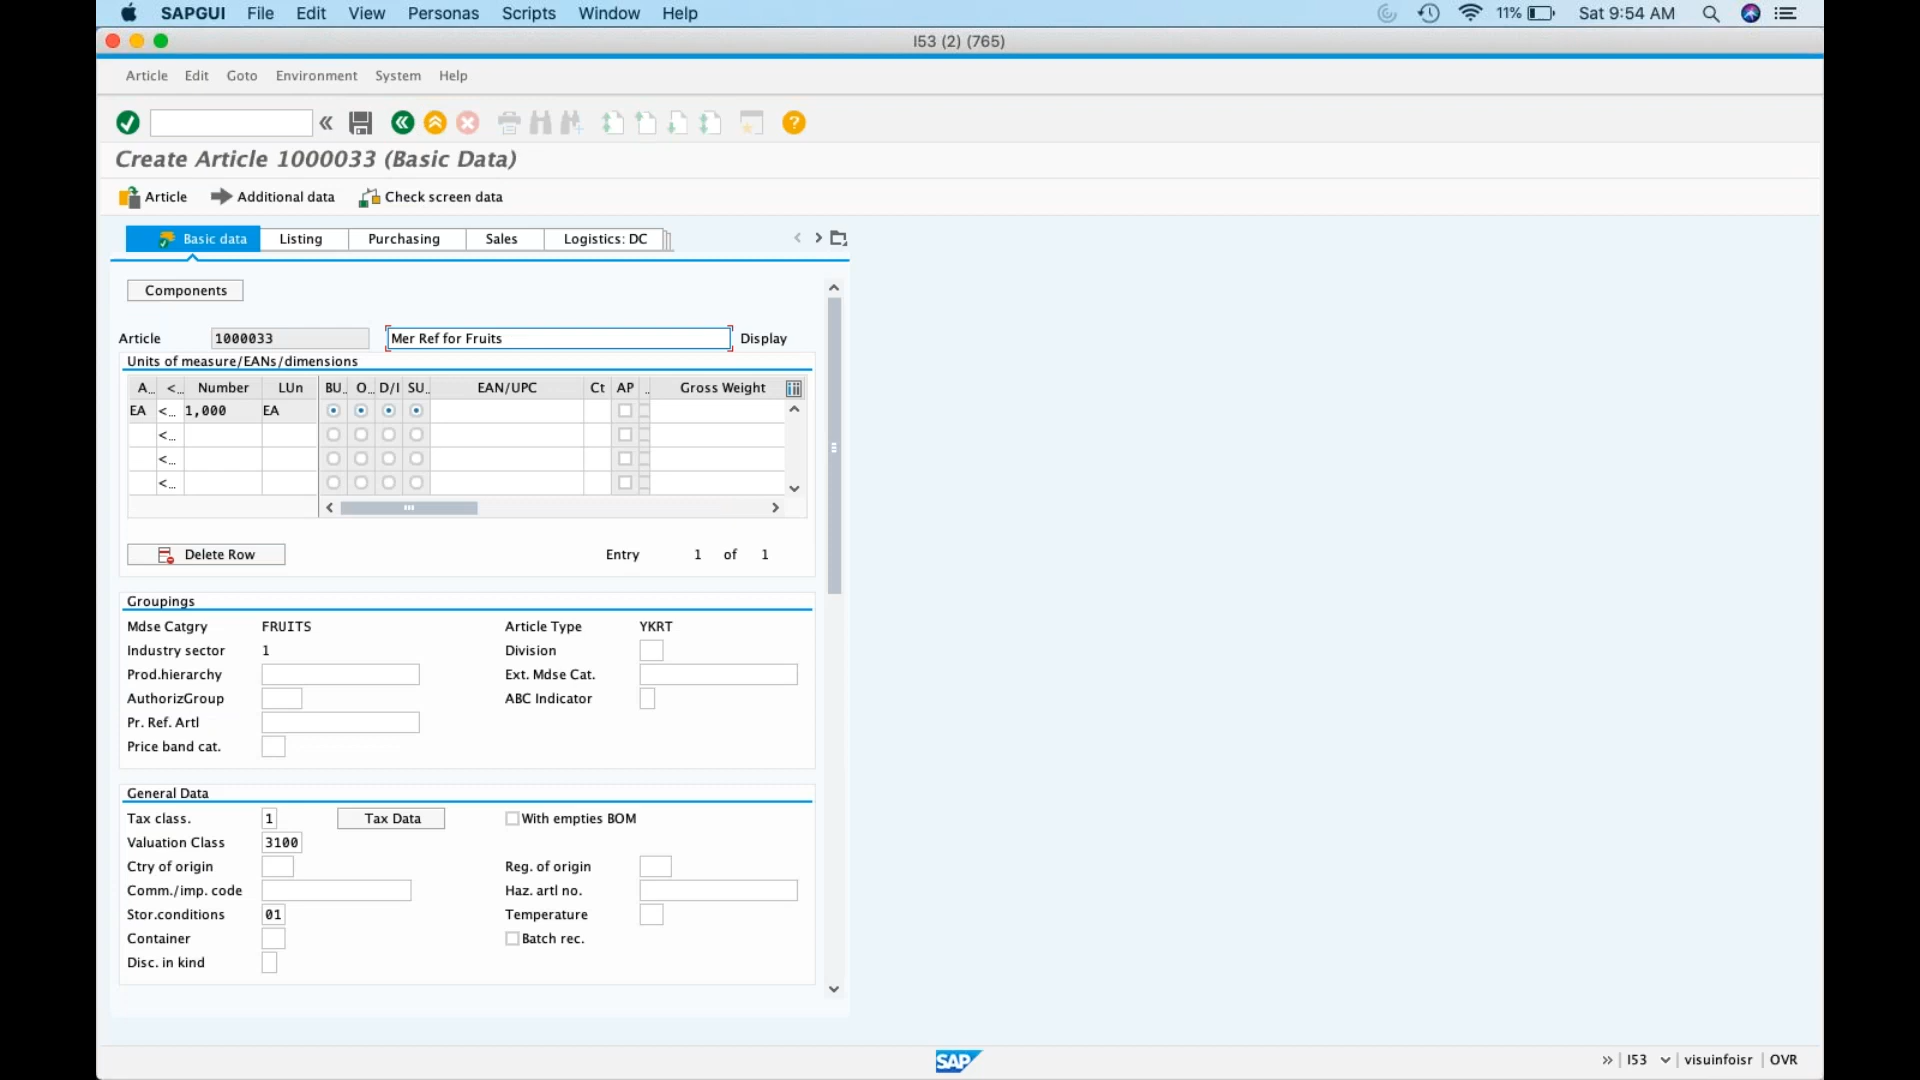 SAPGUI File Edit View Personas Scripts Window Help 11% Sat 9:54 AM
I53 (2) (765)
Article Edit Goto Environment System Help
Create Article 1000033 (Basic Data)
Article Additional data Check screen data
Basic data Listing Purchasing Sales Logistics: DC
Components
Article 1000033 Mer Ref for Fruits Display
Units of measure/EANs/dimensions
A.. <.. Number LUn BU.. O.. D/I SU.. EAN/UPC Ct AP .. Gross Weight
EA <.. 1,000 EA
<..
<..
<..
Delete Row Entry 1 of 1
Groupings
Mdse Catgry FRUITS Article Type YKRT
Industry sector 1 Division
Prod.hierarchy Ext. Mdse Cat.
AuthorizGroup ABC Indicator
Pr. Ref. Artl
Price band cat.
General Data
Tax class. 1 Tax Data With empties BOM
Valuation Class 3100
Ctry of origin Reg. of origin
Comm./imp. code Haz. artl no.
Stor.conditions 01 Temperature
Container Batch rec.
Disc. in kind
SAP I53 visuinfoisr OVR